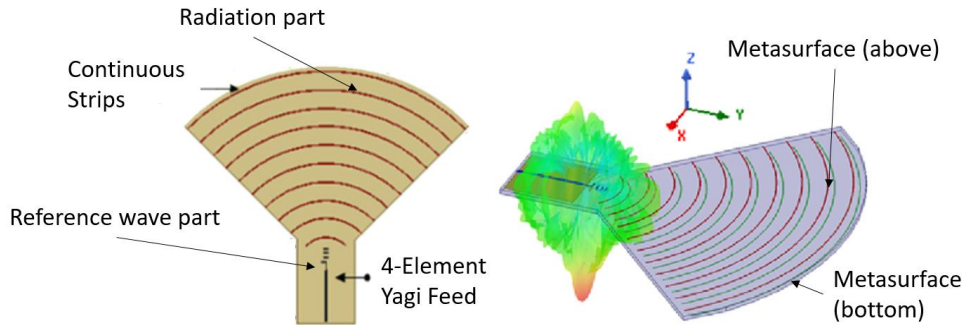 Radiation part
Continuous
Strips
Reference wave part
4-Element
Yagi Feed
Metasurface (above)
Z
Y
X
Metasurface
(bottom)